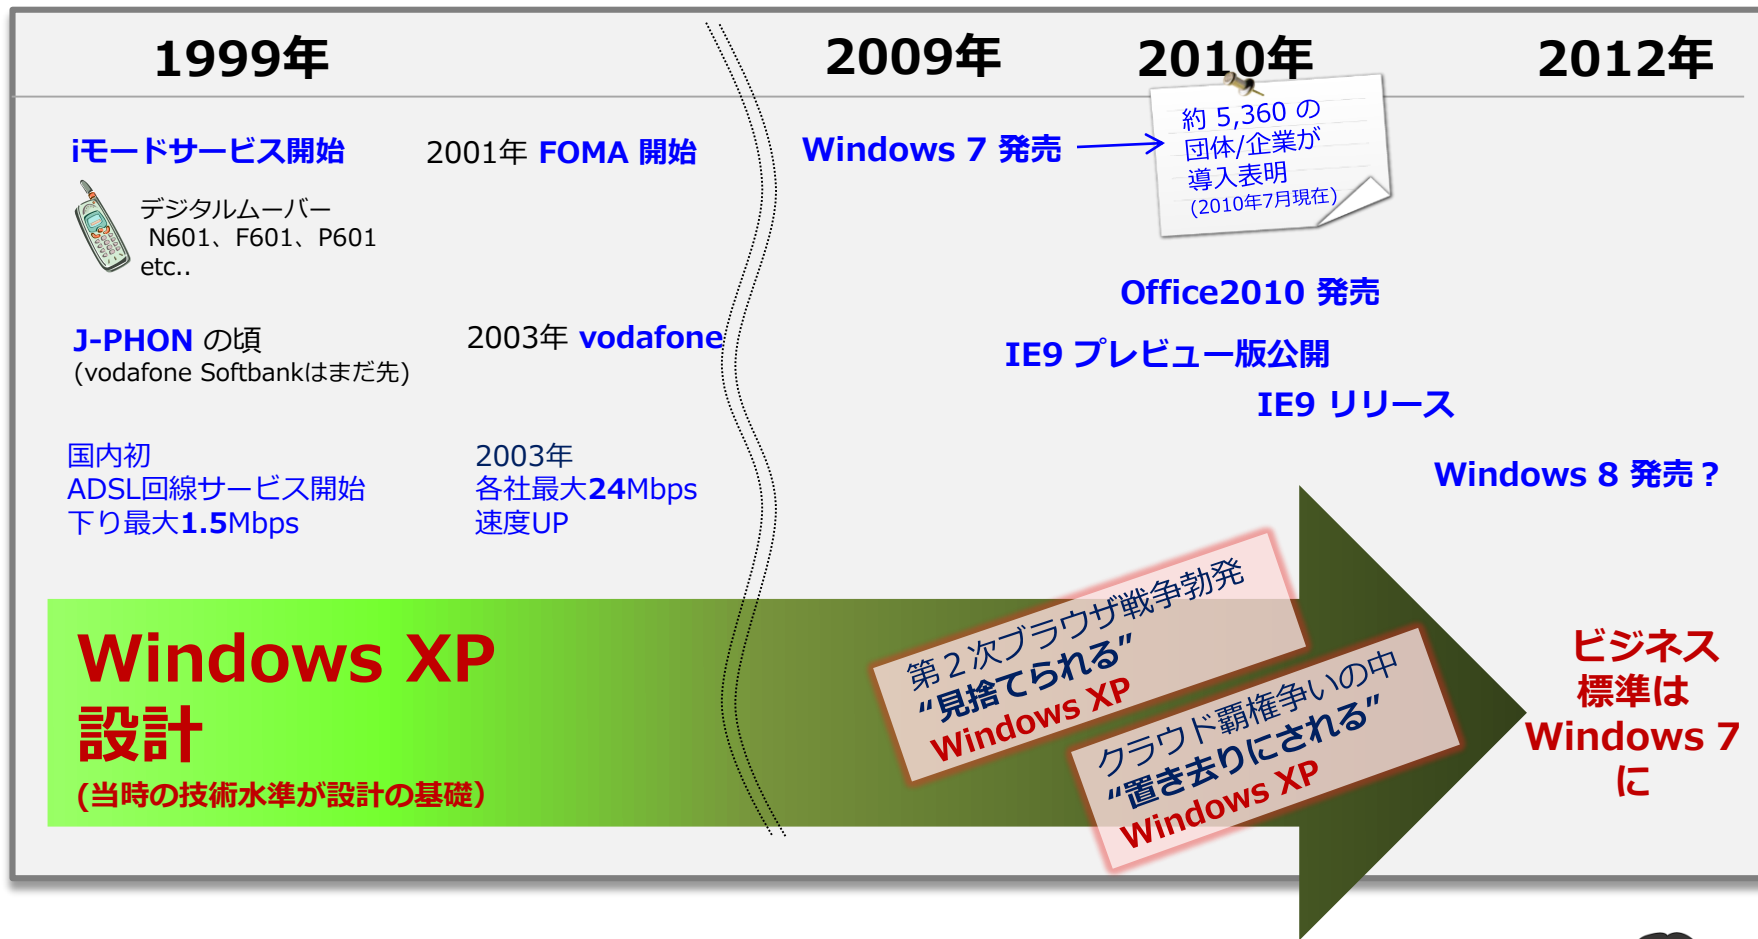 1999年
2009年
2010年
2012年
iモードサービス開始
2001年 FOMA 開始
デジタルムーバー
N601、F601、P601
etc..
J-PHON の頃
(vodafone Softbankはまだ先)
2003年 vodafone
国内初
ADSL回線サービス開始
下り最大1.5Mbps
2003年
各社最大24Mbps
速度UP
Windows 7 発売
約 5,360 の
団体/企業が
導入表明
(2010年7月現在)
Office2010 発売
IE9 プレビュー版公開
IE9 リリース
Windows 8 発売？
Windows XP
設計
(当時の技術水準が設計の基礎）
第２次ブラウザ戦争勃発
“見捨てられる”
Windows XP
クラウド覇権争いの中
“置き去りにされる”
Windows XP
ビジネス
標準は
Windows 7
に